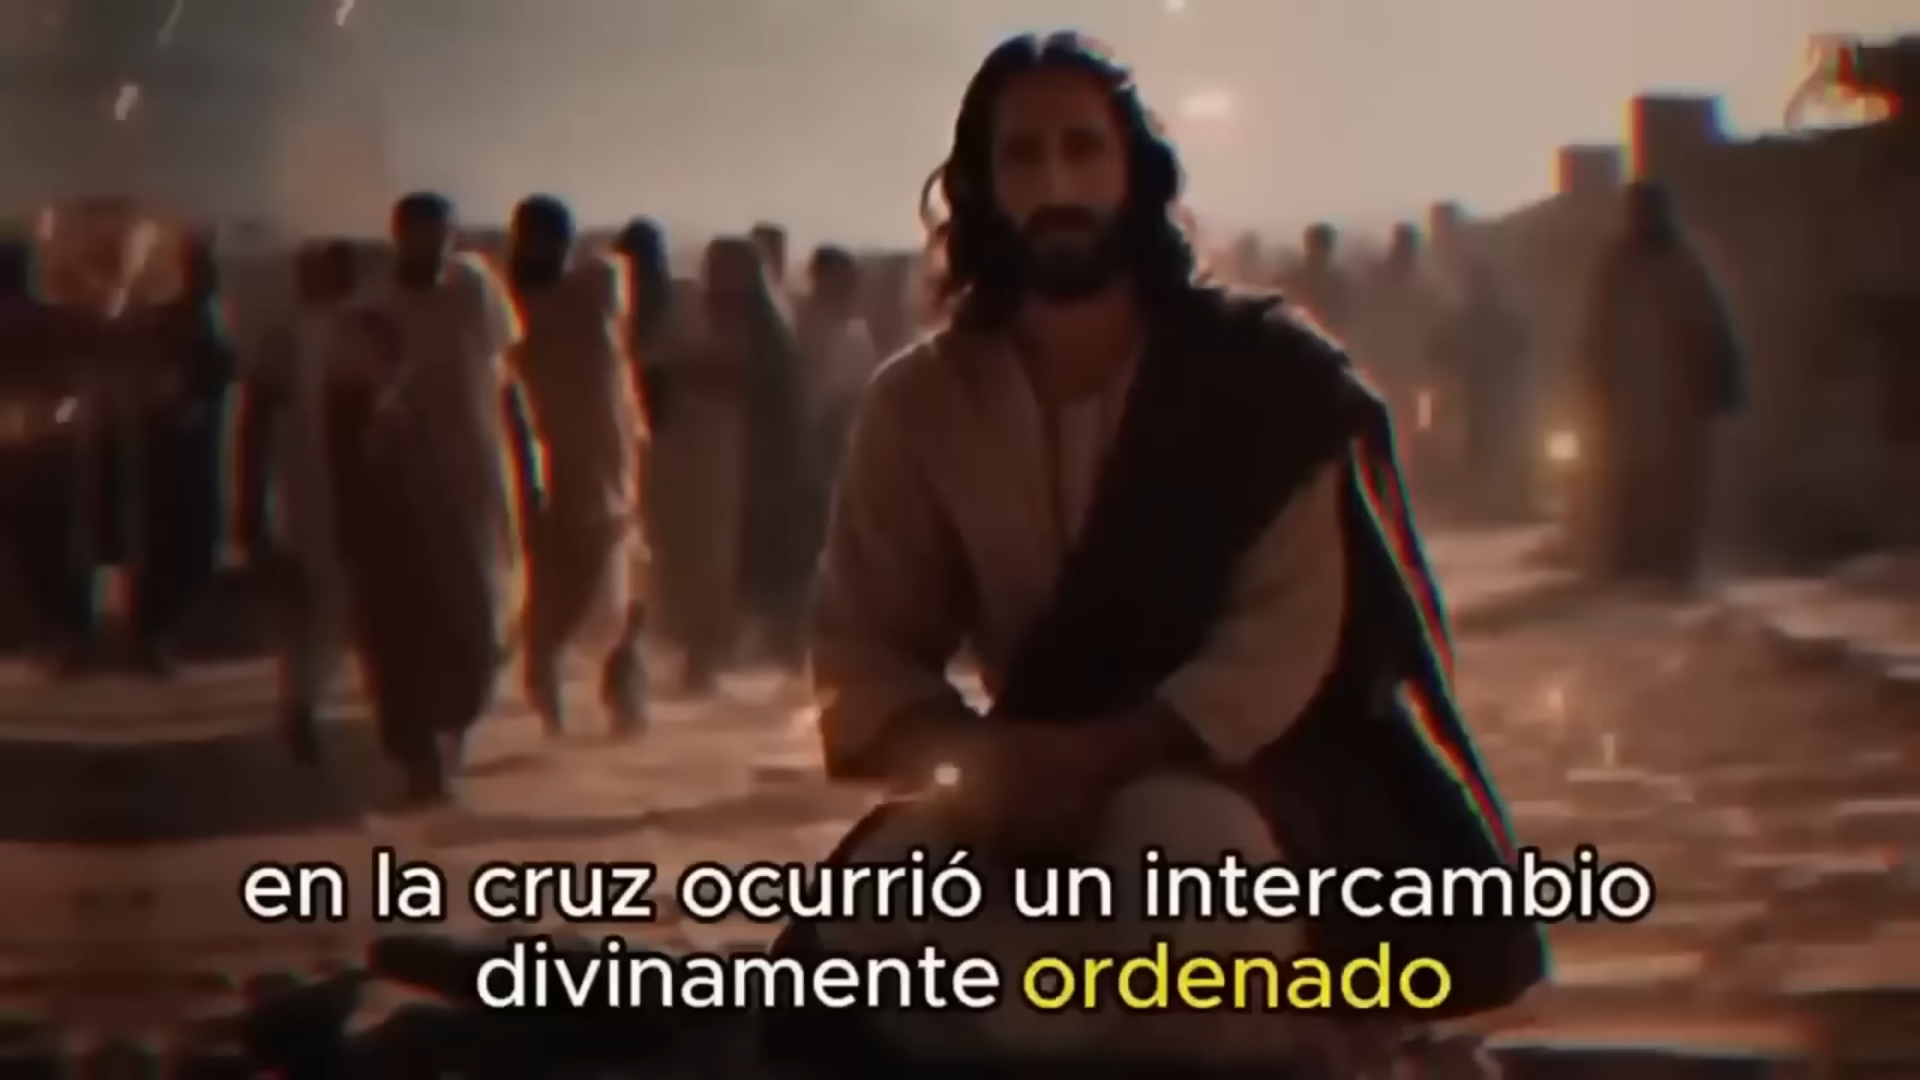 en la cruz ocurrió un intercambio
divinamente ordenado